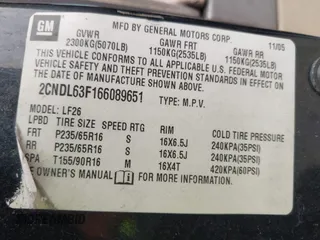 GM
MFD BY GENERAL MOTORS CORP.
11/05
GVWR GAWR FRT GAWR RR
2300KG(5070LB) 1150KG(2535LB) 1150KG(2535LB)
THIS VEHICLE CONFORMS TO ALL APPLICABLE U.S. FEDERAL MOTOR
VEHICLE SAFETY AND THEFT PREVENTION STANDARDS IN EFFECT ON
THE DATE OF MANUFACTURE SHOWN ABOVE.
2CNDL63F166089651 TYPE: M.P.V.
MODEL: LF26
LPBD TIRE SIZE SPEED RTG RIM COLD TIRE PRESSURE
FRT P235/65R16 S 16X6.5J 240KPA(35PSI)
RR P235/65R16 S 16X6.5J 240KPA(35PSI)
SPA T155/90R16 M 16X4T 420KPA(60PSI)
E OWNER'S MANUAL FOR MORE INFORMATION.